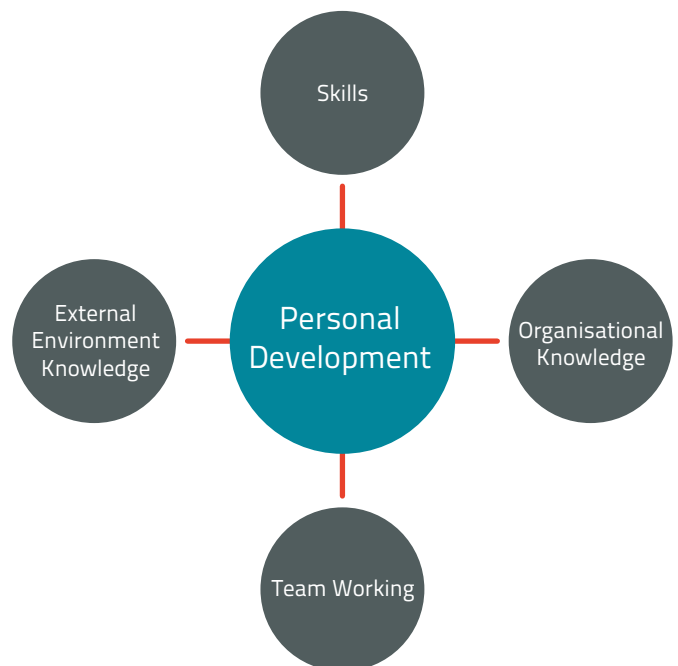 Skills
External
Environment
Knowledge
Personal
Development
Organisational
Knowledge
Team Working